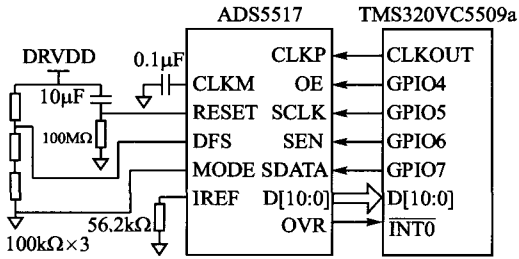 ADS5517 TMS320VC5509a
DRVDD
0.1μF
10μF
100MΩ
56.2kΩ
100kΩ×3
CLKM
RESET
DFS
MODE
IREF
CLKP
OE
SCLK
SEN
SDATA
D[10:0]
OVR
CLKOUT
GPIO4
GPIO5
GPIO6
GPIO7
D[10:0]
INT0